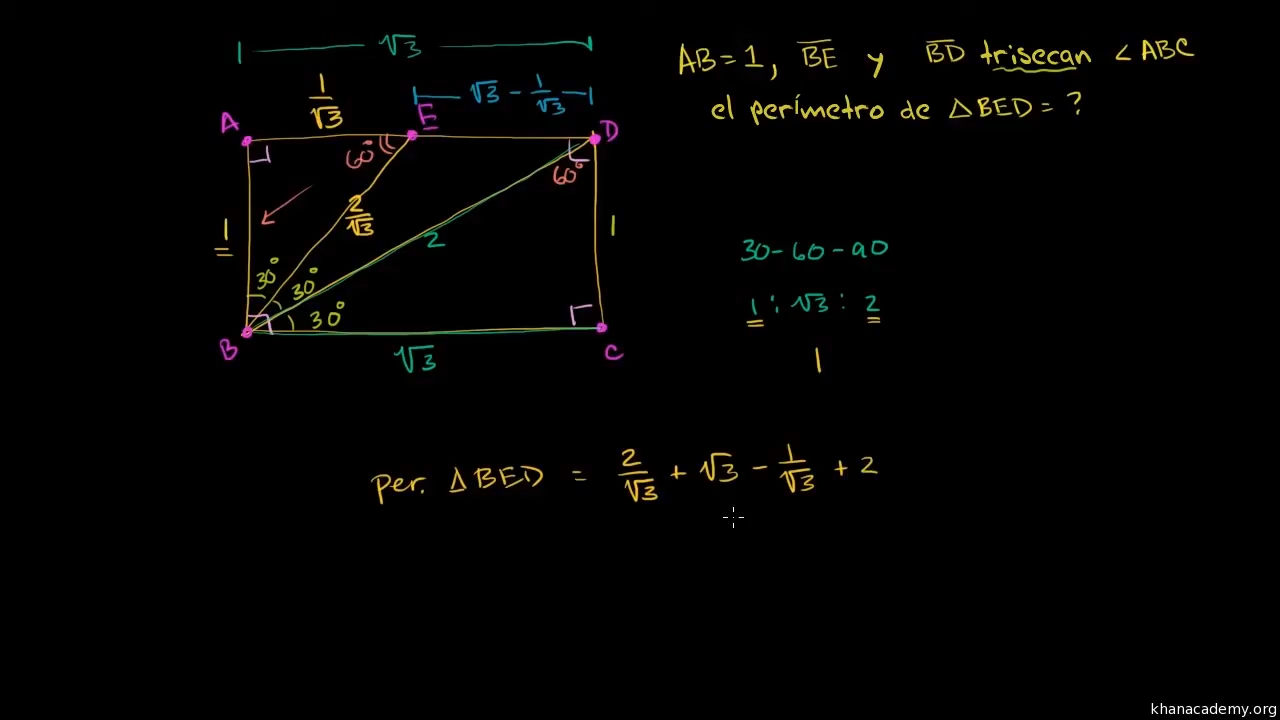 √3
AB = 1, BE y BD trisecan ∠ABC
1/√3
√3 - 1/√3
el perímetro de △BED = ?
A
E
D
60°
60°
2/√3
1
2
1
30 - 60 - 90
30°
30°
30°
1 : √3 : 2
B
√3
C
1
per. △BED = 2/√3 + √3 - 1/√3 + 2
khanacademy.org